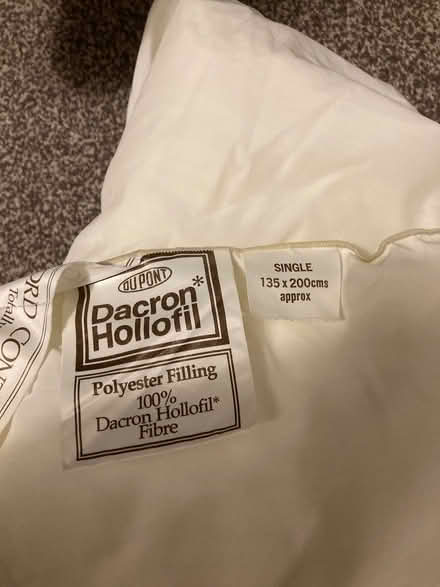 DU PONT
Dacron*
Hollofil
Polyester Filling
100%
Dacron Hollofil*
Fibre
SINGLE
135 x 200cms
approx